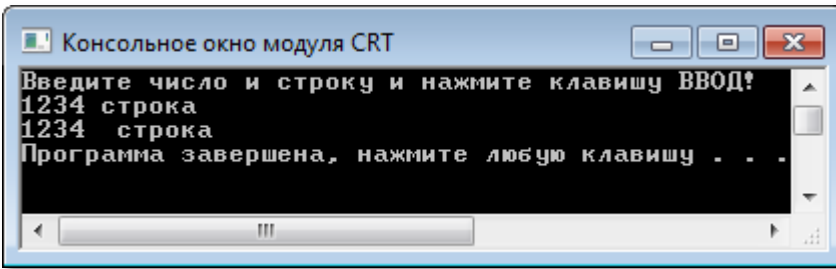 Консольное окно модуля CRT
Введите число и строку и нажмите клавишу ВВОД!
1234 строка
1234  строка
Программа завершена, нажмите любую клавишу . . .